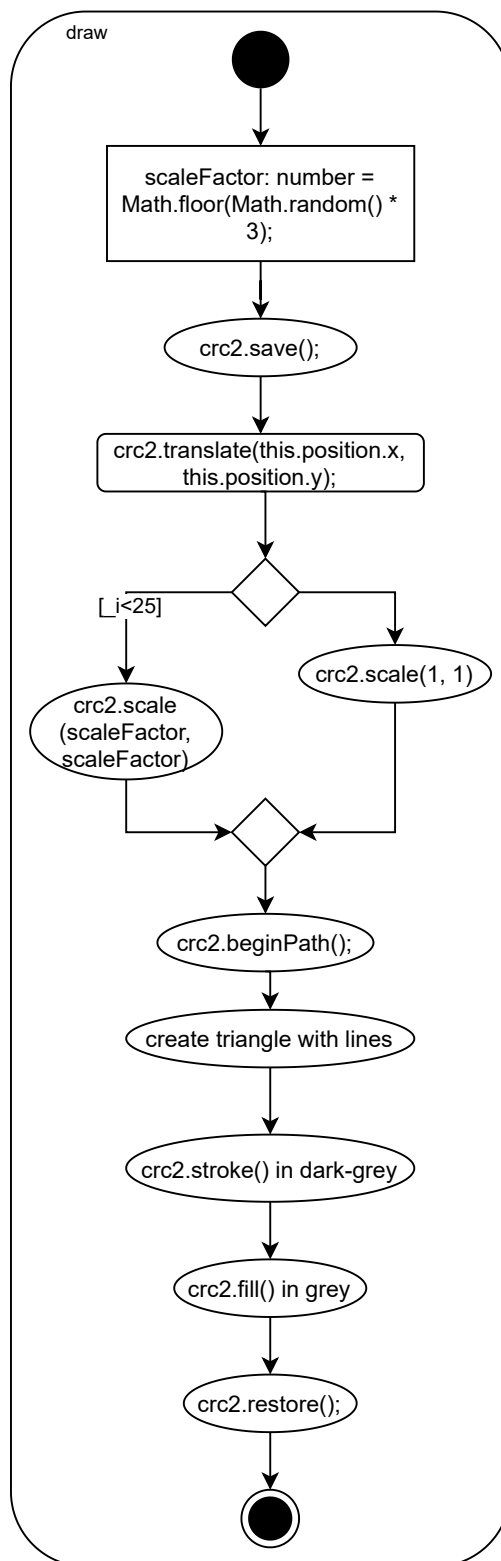 draw
scaleFactor: number =
Math.floor(Math.random() *
3);
crc2.save();
crc2.translate(this.position.x,
this.position.y);
[_i<25]
crc2.scale(1, 1)
crc2.scale
(scaleFactor,
scaleFactor)
crc2.beginPath();
create triangle with lines
crc2.stroke() in dark-grey
crc2.fill() in grey
crc2.restore();